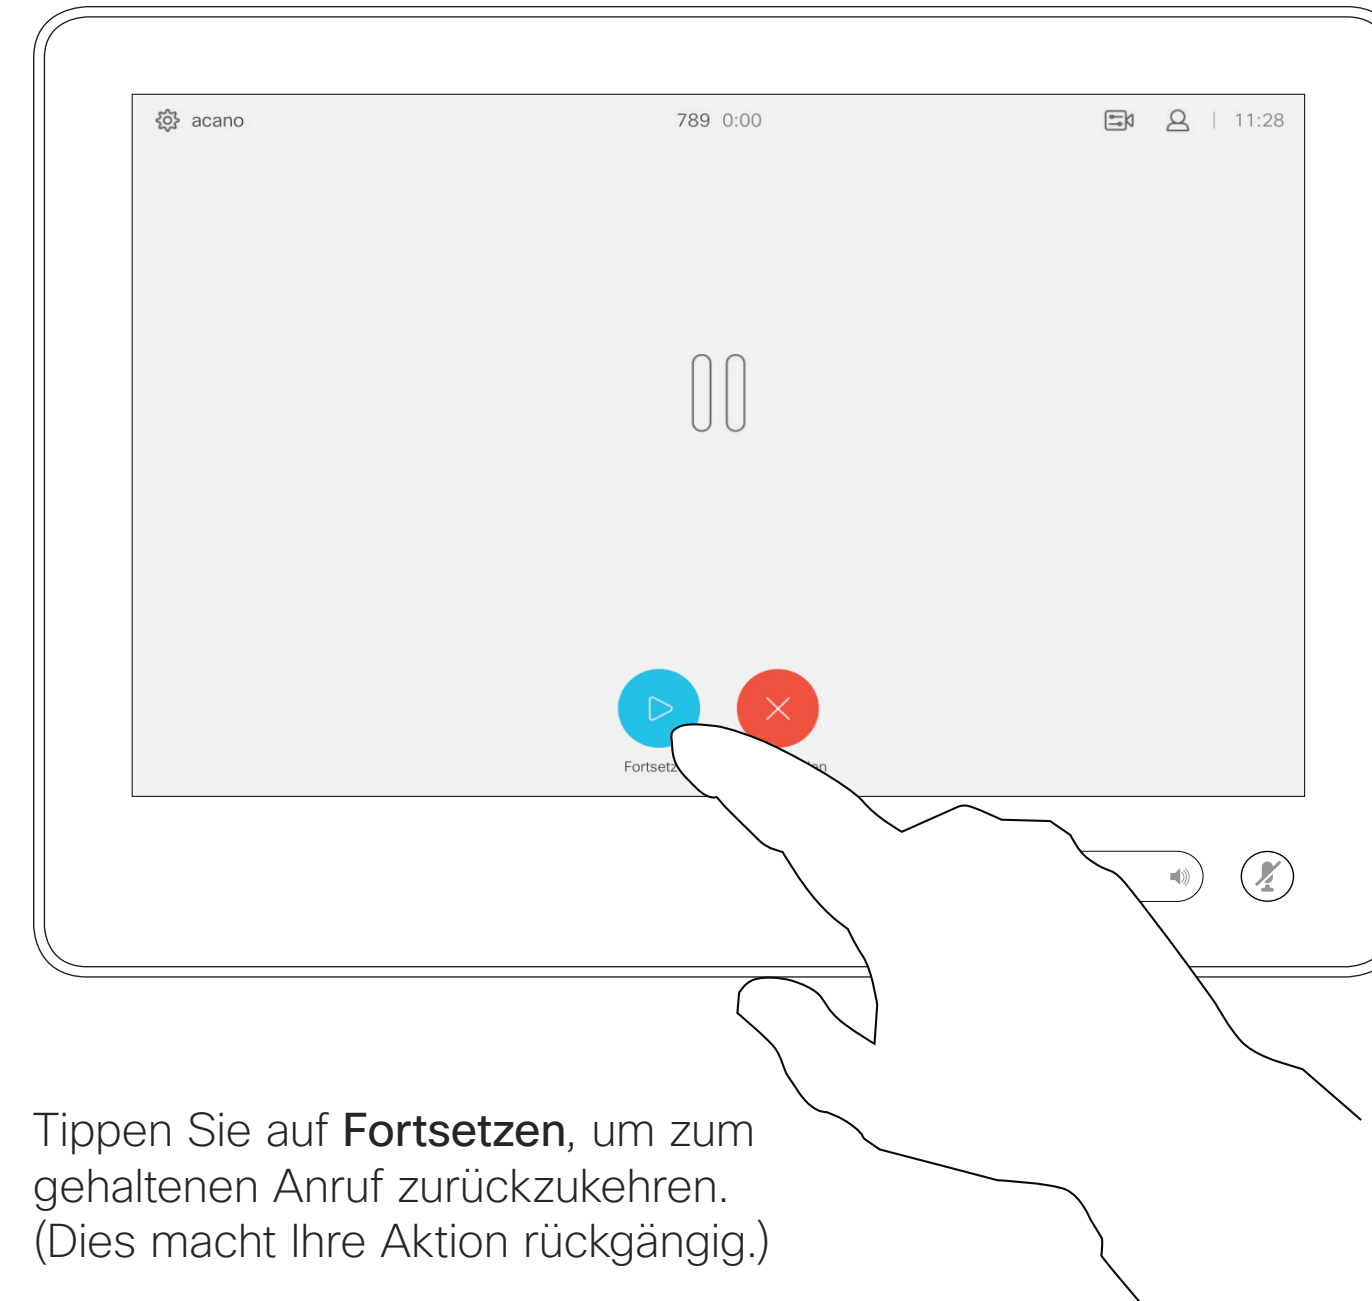 acano 789 0:00 | 11:28
Tippen Sie auf Fortsetzen, um zum
gehaltenen Anruf zurückzukehren.
(Dies macht Ihre Aktion rückgängig.)